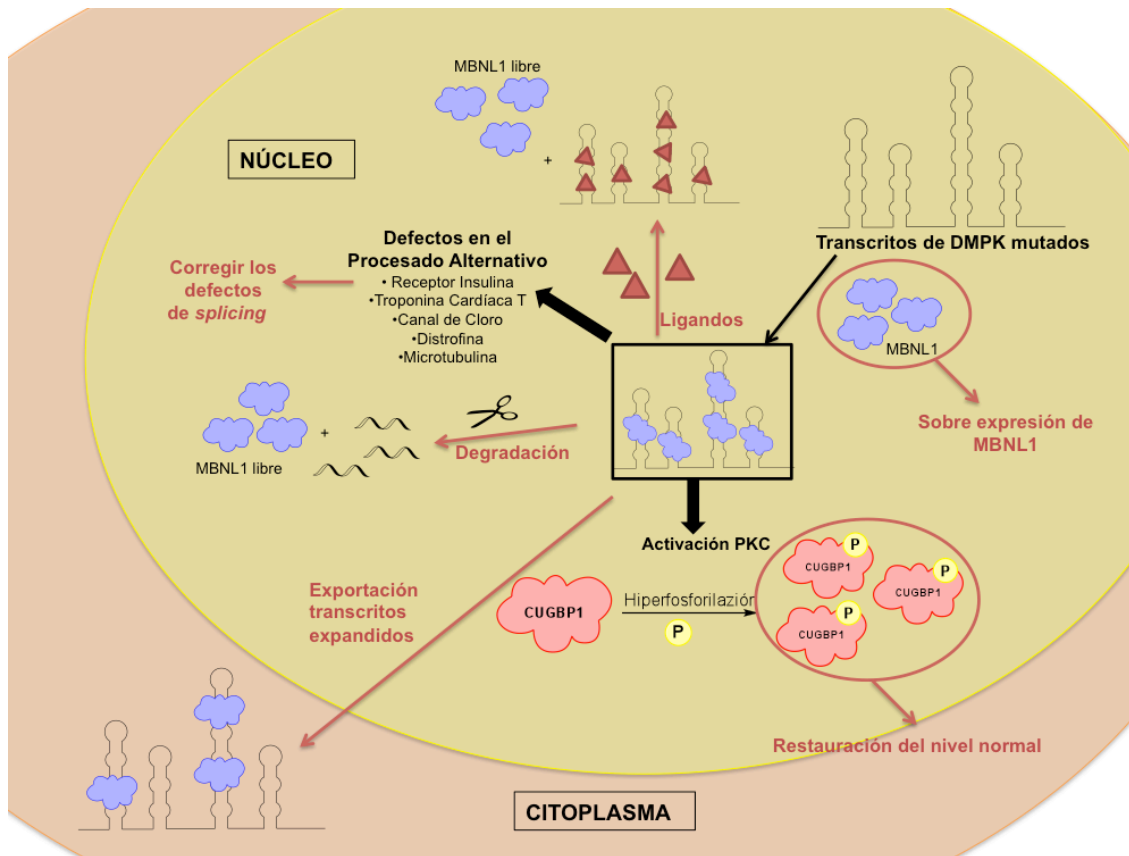 MBNL1 libre
+
NÚCLEO
Transcritos de DMPK mutados
Defectos en el
Procesado Alternativo
• Receptor Insulina
•Troponina Cardíaca T
•Canal de Cloro
•Distrofina
•Microtubulina
Corregir los
defectos
de splicing
Ligandos
MBNL1
Sobre expresión de
MBNL1
+
MBNL1 libre
Degradación
Activación PKC
Exportación
transcritos
expandidos
CUGBP1
Hiperfosforilazión
P
P
CUGBP1
P
CUGBP1
P
CUGBP1
Restauración del nivel normal
CITOPLASMA